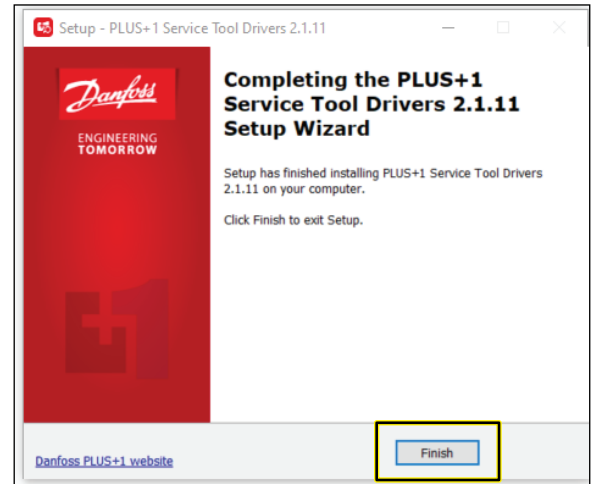 Setup - PLUS+1 Service Tool Drivers 2.1.11
Danfoss
ENGINEERING
TOMORROW
Completing the PLUS+1
Service Tool Drivers 2.1.11
Setup Wizard
Setup has finished installing PLUS+1 Service Tool Drivers
2.1.11 on your computer.
Click Finish to exit Setup.
+1
Danfoss PLUS+1 website
Finish